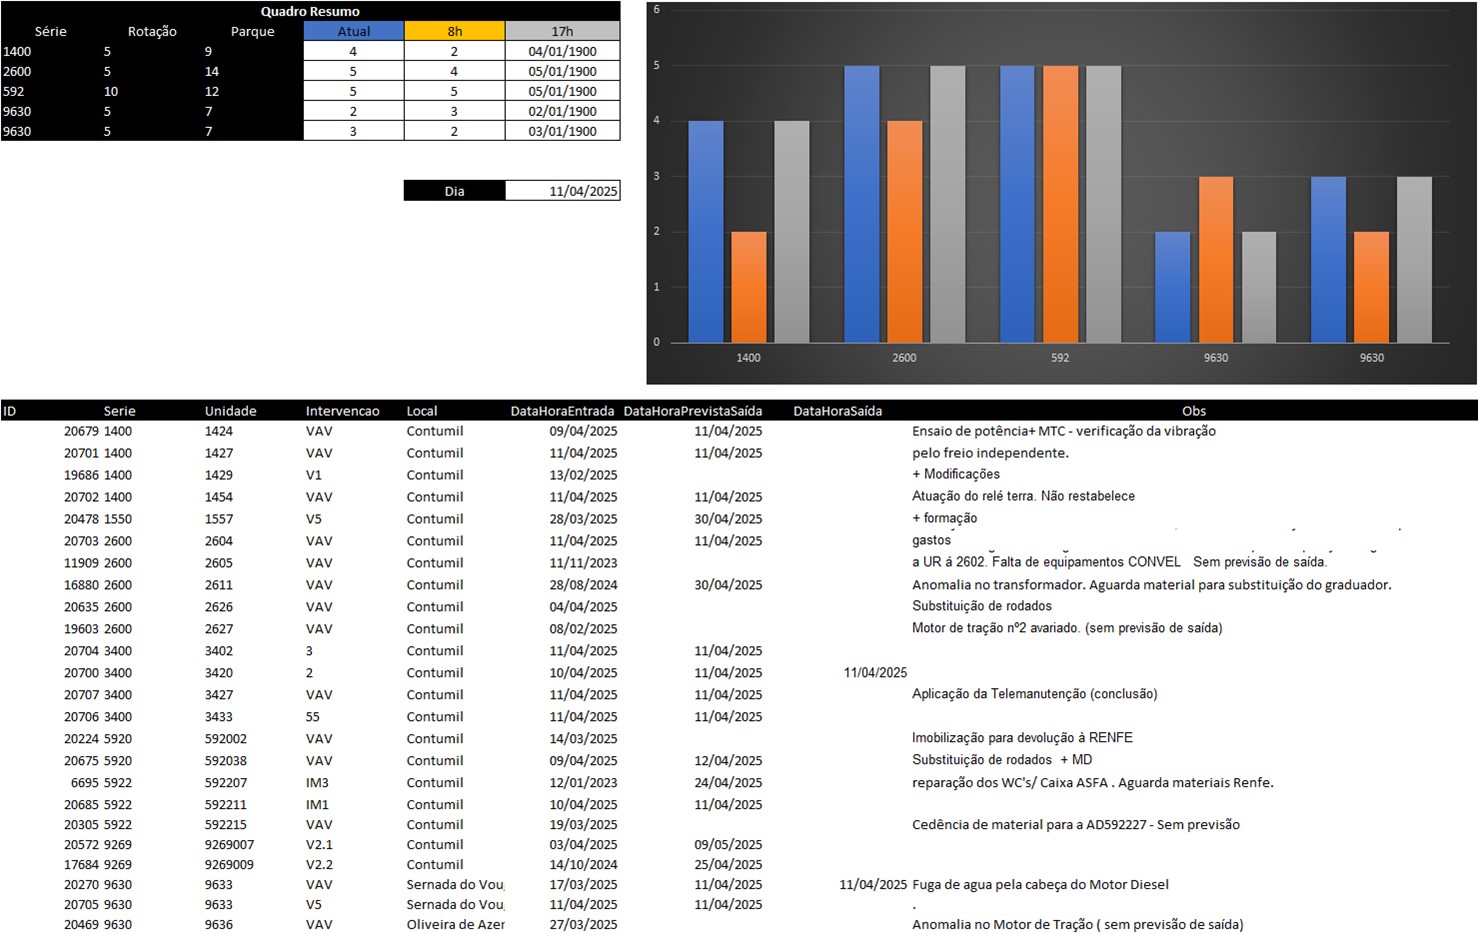 Quadro Resumo
Série Rotação Parque Atual 8h 17h
1400 5 9 4 2 04/01/1900
2600 5 14 5 4 05/01/1900
592 10 12 5 5 05/01/1900
9630 5 7 2 3 02/01/1900
9630 5 7 3 2 03/01/1900
Dia 11/04/2025
6
5
4
3
2
1
0
1400 2600 592 9630 9630
ID Serie Unidade Intervencao Local DataHoraEntrada DataHoraPrevistaSaída DataHoraSaída Obs
20679 1400 1424 VAV Contumil 09/04/2025 11/04/2025 Ensaio de potência+ MTC - verificação da vibração
20701 1400 1427 VAV Contumil 11/04/2025 11/04/2025 pelo freio independente.
19686 1400 1429 V1 Contumil 13/02/2025 + Modificações
20702 1400 1454 VAV Contumil 11/04/2025 11/04/2025 Atuação do relé terra. Não restabelece
20478 1550 1557 V5 Contumil 28/03/2025 30/04/2025 + formação
20703 2600 2604 VAV Contumil 11/04/2025 11/04/2025 gastos
11909 2600 2605 VAV Contumil 11/11/2023 a UR á 2602. Falta de equipamentos CONVEL Sem previsão de saída.
16880 2600 2611 VAV Contumil 28/08/2024 30/04/2025 Anomalia no transformador. Aguarda material para substituição do graduador.
20635 2600 2626 VAV Contumil 04/04/2025 Substituição de rodados
19603 2600 2627 VAV Contumil 08/02/2025 Motor de tração nº2 avariado. (sem previsão de saída)
20704 3400 3402 3 Contumil 11/04/2025 11/04/2025
20700 3400 3420 2 Contumil 10/04/2025 11/04/2025 11/04/2025
20707 3400 3427 VAV Contumil 11/04/2025 11/04/2025 Aplicação da Telemanutenção (conclusão)
20706 3400 3433 55 Contumil 11/04/2025 11/04/2025
20224 5920 592002 VAV Contumil 14/03/2025 Imobilização para devolução à RENFE
20675 5920 592038 VAV Contumil 09/04/2025 12/04/2025 Substituição de rodados + MD
6695 5922 592207 IM3 Contumil 12/01/2023 24/04/2025 reparação dos WC's/ Caixa ASFA . Aguarda materiais Renfe.
20685 5922 592211 IM1 Contumil 10/04/2025 11/04/2025
20305 5922 592215 VAV Contumil 19/03/2025 Cedência de material para a AD592227 - Sem previsão
20572 9269 9269007 V2.1 Contumil 03/04/2025 09/05/2025
17684 9269 9269009 V2.2 Contumil 14/10/2024 25/04/2025
20270 9630 9633 VAV Sernada do Vou 17/03/2025 11/04/2025 11/04/2025 Fuga de agua pela cabeça do Motor Diesel
20705 9630 9633 V5 Sernada do Vou 11/04/2025 11/04/2025 .
20469 9630 9636 VAV Oliveira de Azer 27/03/2025 Anomalia no Motor de Tração ( sem previsão de saída)